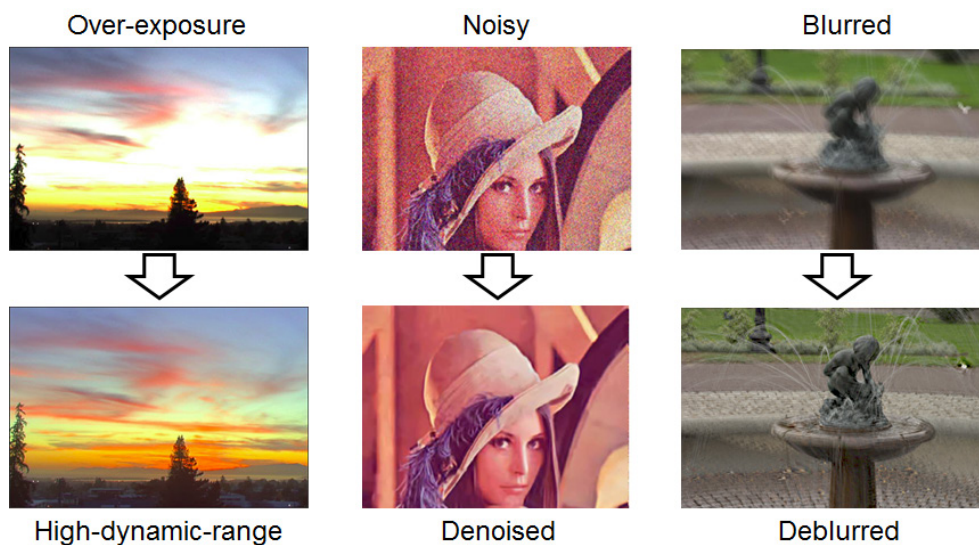 Over-exposure
Noisy
Blurred
High-dynamic-range
Denoised
Deblurred